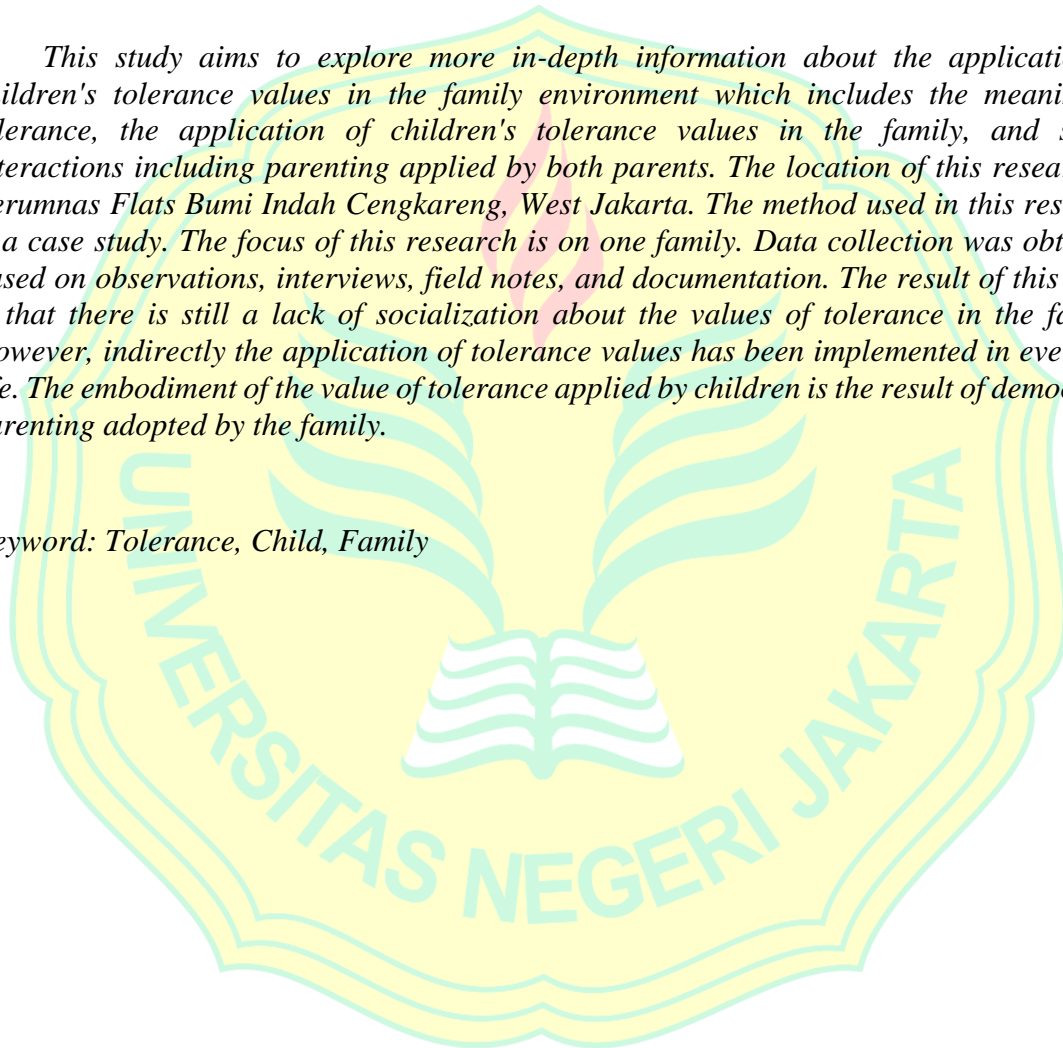 This study aims to explore more in-depth information about the applicati
ildren's tolerance values in the family environment which includes the meani
lerance, the application of children's tolerance values in the family, and s
teractions including parenting applied by both parents. The location of this resear
erumnas Flats Bumi Indah Cengkareng, West Jakarta. The method used in this res
a case study. The focus of this research is on one family. Data collection was obt
ased on observations, interviews, field notes, and documentation. The result of this
that there is still a lack of socialization about the values of tolerance in the fa
owever, indirectly the application of tolerance values has been implemented in eve
fe. The embodiment of the value of tolerance applied by children is the result of demo
arenting adopted by the family.
eyword: Tolerance, Child, Family
UNIVERSITAS NEGERI JAKARTA